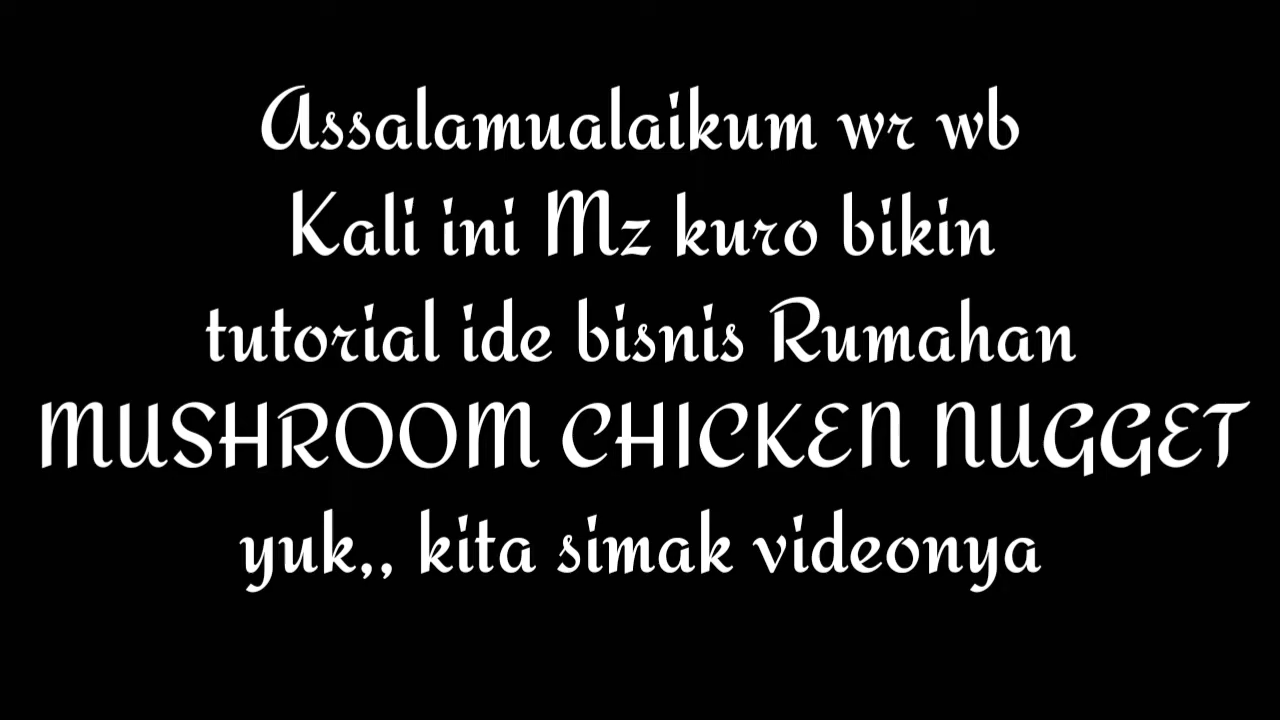 Assalamualaikum wr wb
Kali ini Mz kuro bikin
tutorial ide bisnis Rumahan
MUSHROOM CHICKEN NUGGET
yuk,, kita simak videonya